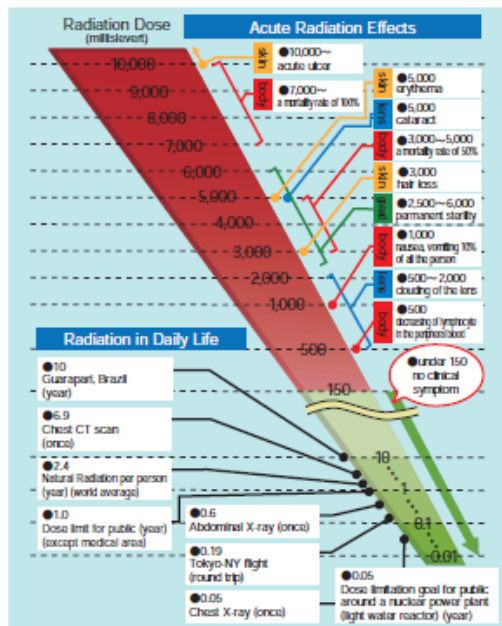 Radiation Dose
(millisievert)
Acute Radiation Effects
10,000
9,000
8,000
7,000
6,000
5,000
4,000
3,000
2,000
1,000
500
150
10
1
0.1
0.01
skin
●10,000~
acute ulcer
body
●7,000~
a mortality rate of 100%
skin
●5,000
erythema
lens
●5,000
cataract
body
●3,000~5,000
a mortality rate of 50%
skin
●3,000
hair loss
●2,500~6,000
permanent sterility
body
●1,000
nausea, vomiting 10%
of all the person
lens
●500~2,000
clouding of the lens
body
●500
decreasing of lymphocyte
in the peripheral blood
●under 150
no clinical
symptom
Radiation in Daily Life
●10
Guarapari, Brazil
(year)
●6.9
Chest CT scan
(once)
●2.4
Natural Radiation per person
(year) (world average)
●1.0
Dose limit for public (year)
(except medical area)
●0.6
Abdominal X-ray (once)
●0.19
Tokyo-NY flight
(round trip)
●0.05
Chest X-ray (once)
●0.05
Dose limitation goal for public
around a nuclear power plant
(light water reactor) (year)